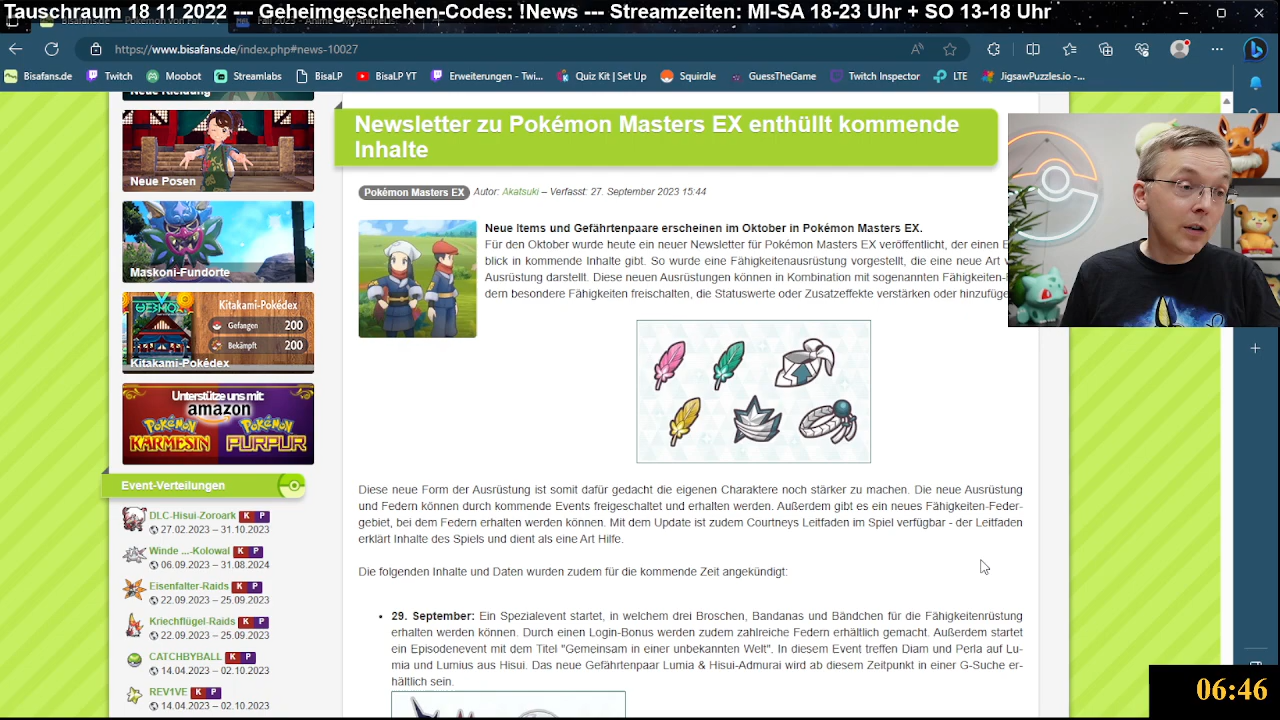 Tauschraum 18 11 2022 --- Geheimgeschehen-Codes: !News --- Streamzeiten: MI-SA 18-23 Uhr + SO 13-18 Uhr
https://www.bisafans.de/index.php#news-10027
Bisafans.de
Twitch
Moobot
Streamlabs
BisaLP
BisaLP YT
Erweiterungen - Twi...
Quiz Kit | Set Up
Squirdle
GuessTheGame
Twitch Inspector
LTE
JigsawPuzzles.io -...
Neue Kleidung
Neue Posen
Maskoni-Fundorte
Kitakami-Pokédex
Gefangen 200
Bekämpft 200
Kitakami-Pokédex
Unterstütze uns mit:
amazon
POKÉMON KARMESIN
POKÉMON PURPUR
Event-Verteilungen
DLC-Hisui-Zoroark K P
27.02.2023 – 31.10.2023
Winde ...-Kolowal K P
06.09.2023 – 31.08.2024
Eisenfalter-Raids K P
22.09.2023 – 25.09.2023
Kriechflügel-Raids K P
22.09.2023 – 25.09.2023
CATCHBYBALL K P
14.04.2023 – 02.10.2023
REV1VE K P
14.04.2023 – 02.10.2023
Newsletter zu Pokémon Masters EX enthüllt kommende
Inhalte
Pokémon Masters EX Autor: Akatsuki – Verfasst: 27. September 2023 15:44
Neue Items und Gefährtenpaare erscheinen im Oktober in Pokémon Masters EX.
Für den Oktober wurde heute ein neuer Newsletter für Pokémon Masters EX veröffentlicht, der einen E
blick in kommende Inhalte gibt. So wurde eine Fähigkeitenausrüstung vorgestellt, die eine neue Art v
Ausrüstung darstellt. Diese neuen Ausrüstungen können in Kombination mit sogenannten Fähigkeiten-
dern besondere Fähigkeiten freischalten, die Statuswerte oder Zusatzeffekte verstärken oder hinzufüge
Diese neue Form der Ausrüstung ist somit dafür gedacht die eigenen Charaktere noch stärker zu machen. Die neue Ausrüstung
und Federn können durch kommende Events freigeschaltet und erhalten werden. Außerdem gibt es ein neues Fähigkeiten-Feder-
gebiet, bei dem Federn erhalten werden können. Mit dem Update ist zudem Courtneys Leitfaden im Spiel verfügbar - der Leitfaden
erklärt Inhalte des Spiels und dient als eine Art Hilfe.
Die folgenden Inhalte und Daten wurden zudem für die kommende Zeit angekündigt:
• 29. September: Ein Spezialevent startet, in welchem drei Broschen, Bandanas und Bändchen für die Fähigkeitenrüstung
erhalten werden können. Durch einen Login-Bonus werden zudem zahlreiche Federn erhältlich gemacht. Außerdem startet
ein Episodenevent mit dem Titel "Gemeinsam in einer unbekannten Welt". In diesem Event treffen Diam und Perla auf Lu-
mia und Lumius aus Hisui. Das neue Gefährtenpaar Lumia & Hisui-Admurai wird ab diesem Zeitpunkt in einer G-Suche er-
hältlich sein.
06:46